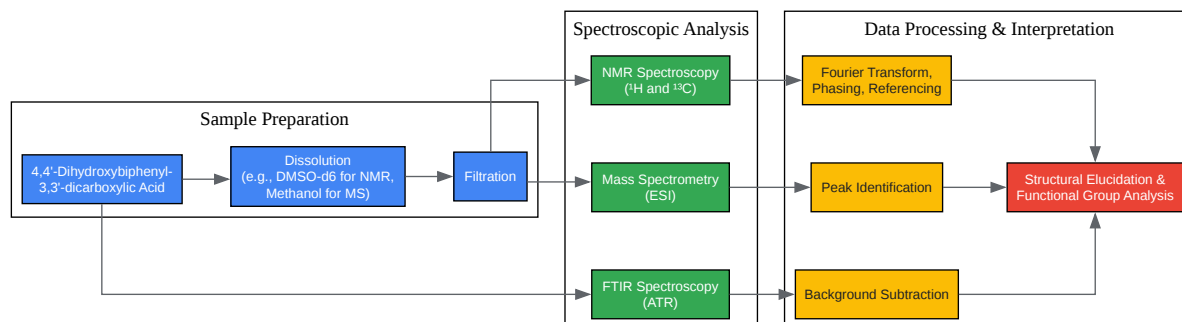 Sample Preparation
4,4'-Dihydroxybiphenyl-
3,3'-dicarboxylic Acid
Dissolution
(e.g., DMSO-d6 for NMR,
Methanol for MS)
Filtration
Spectroscopic Analysis
NMR Spectroscopy
(¹H and ¹³C)
Mass Spectrometry
(ESI)
FTIR Spectroscopy
(ATR)
Data Processing & Interpretation
Fourier Transform,
Phasing, Referencing
Peak Identification
Background Subtraction
Structural Elucidation &
Functional Group Analysis